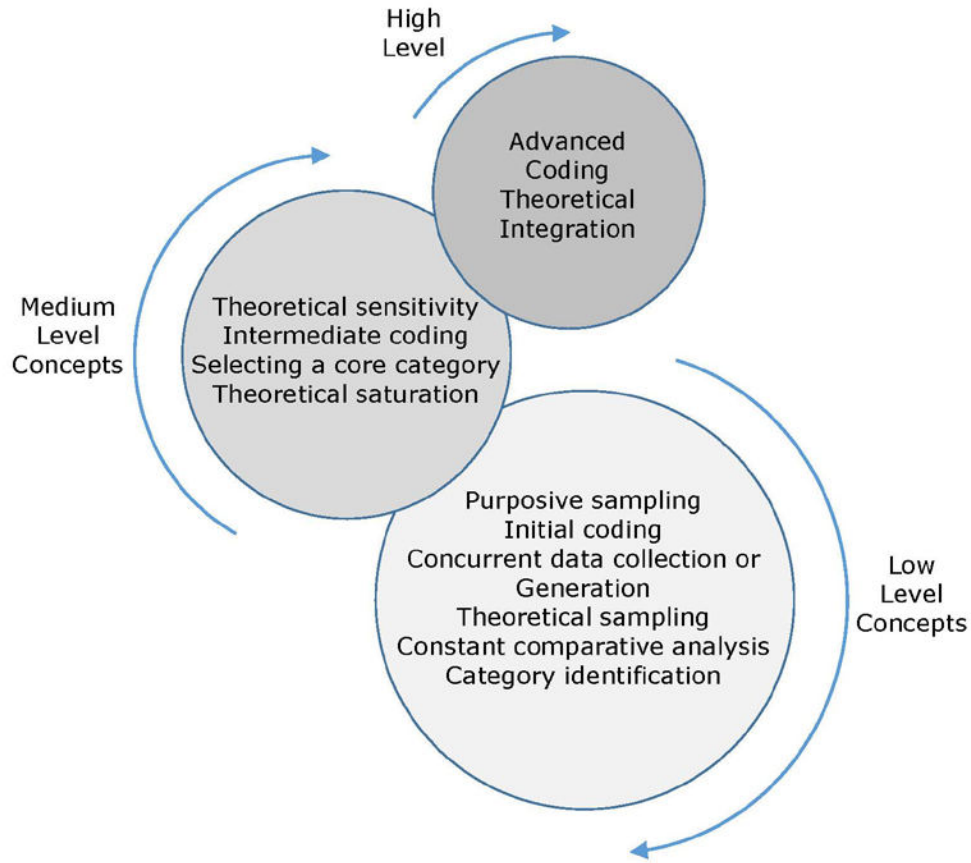 High
Level
Advanced
Coding
Theoretical
Integration
Medium
Level
Concepts
Theoretical sensitivity
Intermediate coding
Selecting a core category
Theoretical saturation
Purposive sampling
Initial coding
Concurrent data collection or
Generation
Theoretical sampling
Constant comparative analysis
Category identification
Low
Level
Concepts